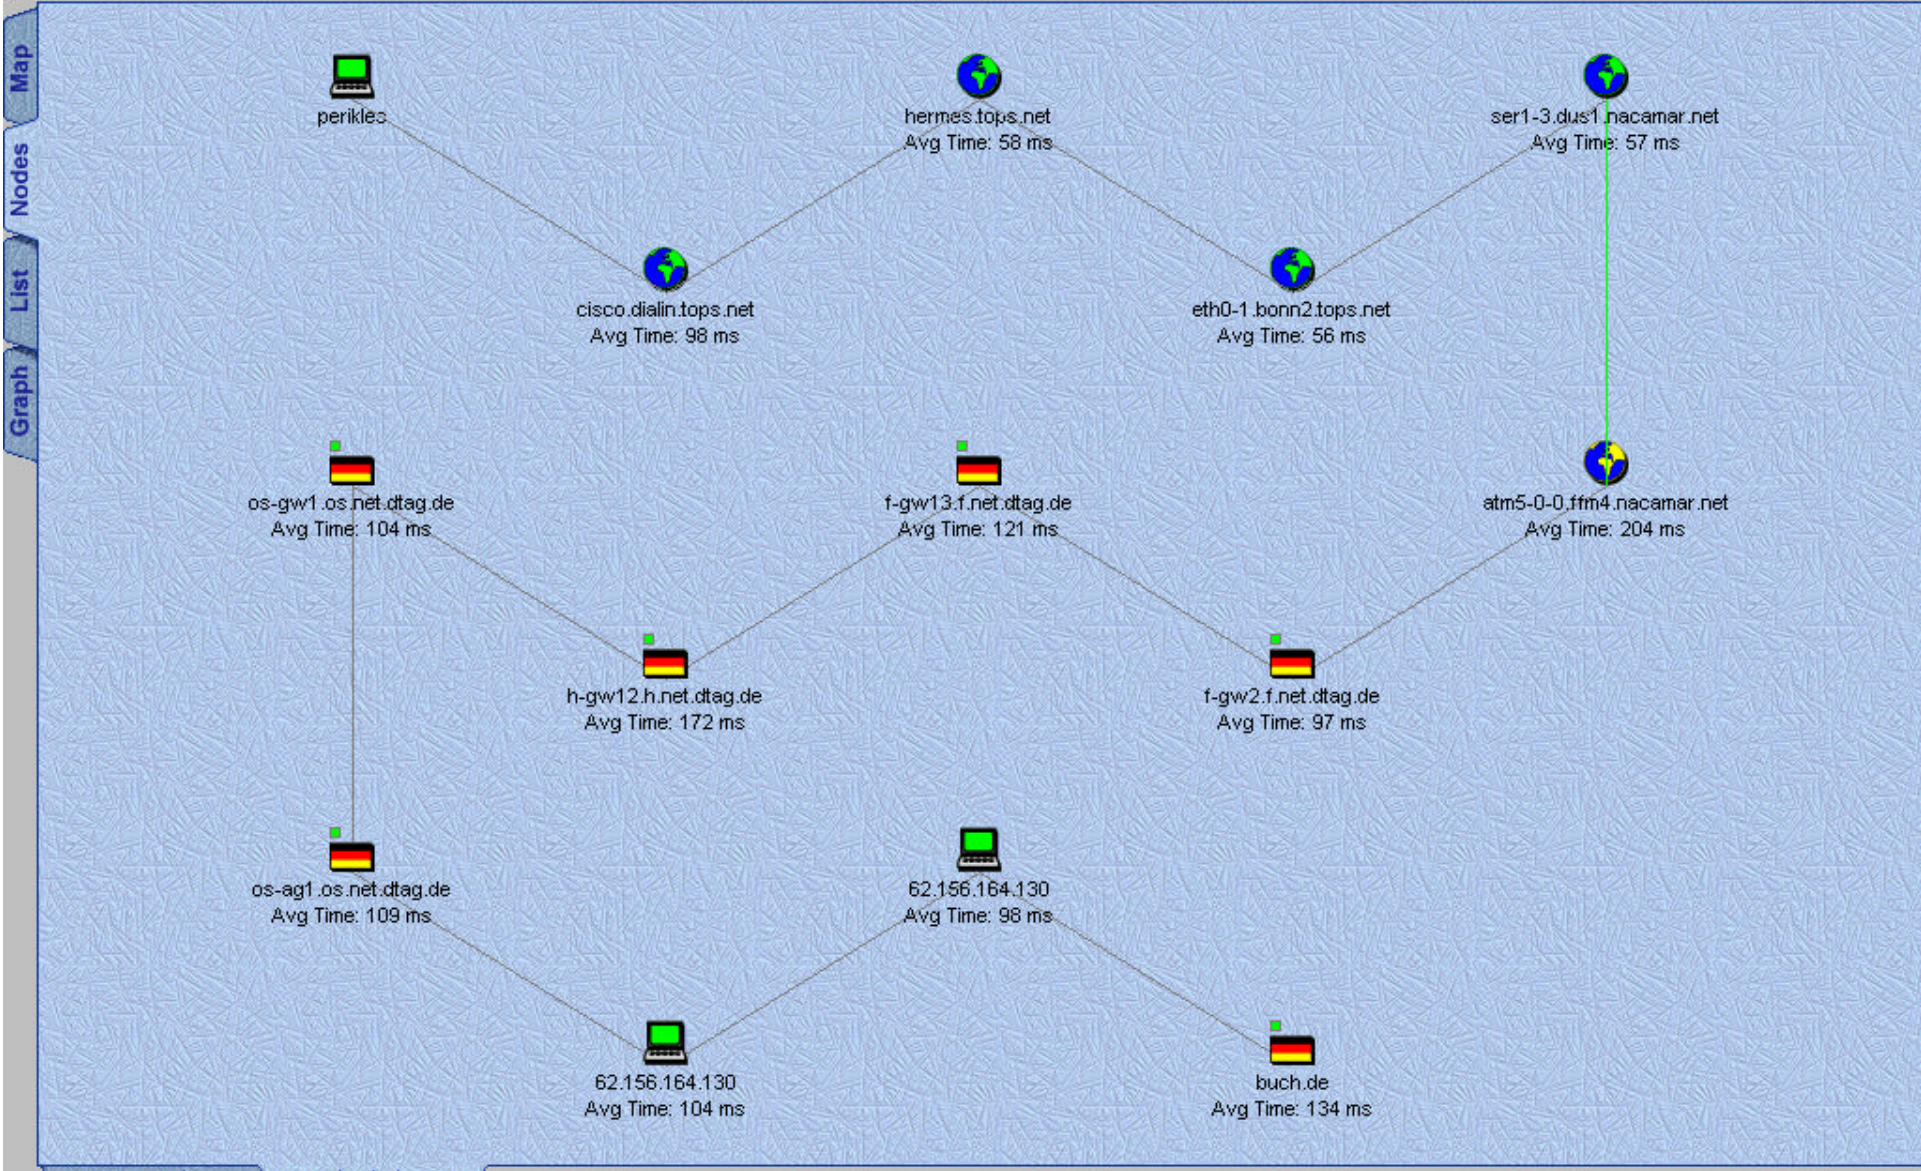 Map
Nodes
List
Graph
perikles
hermes.tops.net
Avg Time: 58 ms
ser1-3.dus1.nacamar.net
Avg Time: 57 ms
cisco.dialin.tops.net
Avg Time: 98 ms
eth0-1.bonn2.tops.net
Avg Time: 56 ms
os-gw1.os.net.dtag.de
Avg Time: 104 ms
f-gw13.f.net.dtag.de
Avg Time: 121 ms
atm5-0-0.ffm4.nacamar.net
Avg Time: 204 ms
h-gw12.h.net.dtag.de
Avg Time: 172 ms
f-gw2.f.net.dtag.de
Avg Time: 97 ms
os-ag1.os.net.dtag.de
Avg Time: 109 ms
62.156.164.130
Avg Time: 98 ms
62.156.164.130
Avg Time: 104 ms
buch.de
Avg Time: 134 ms